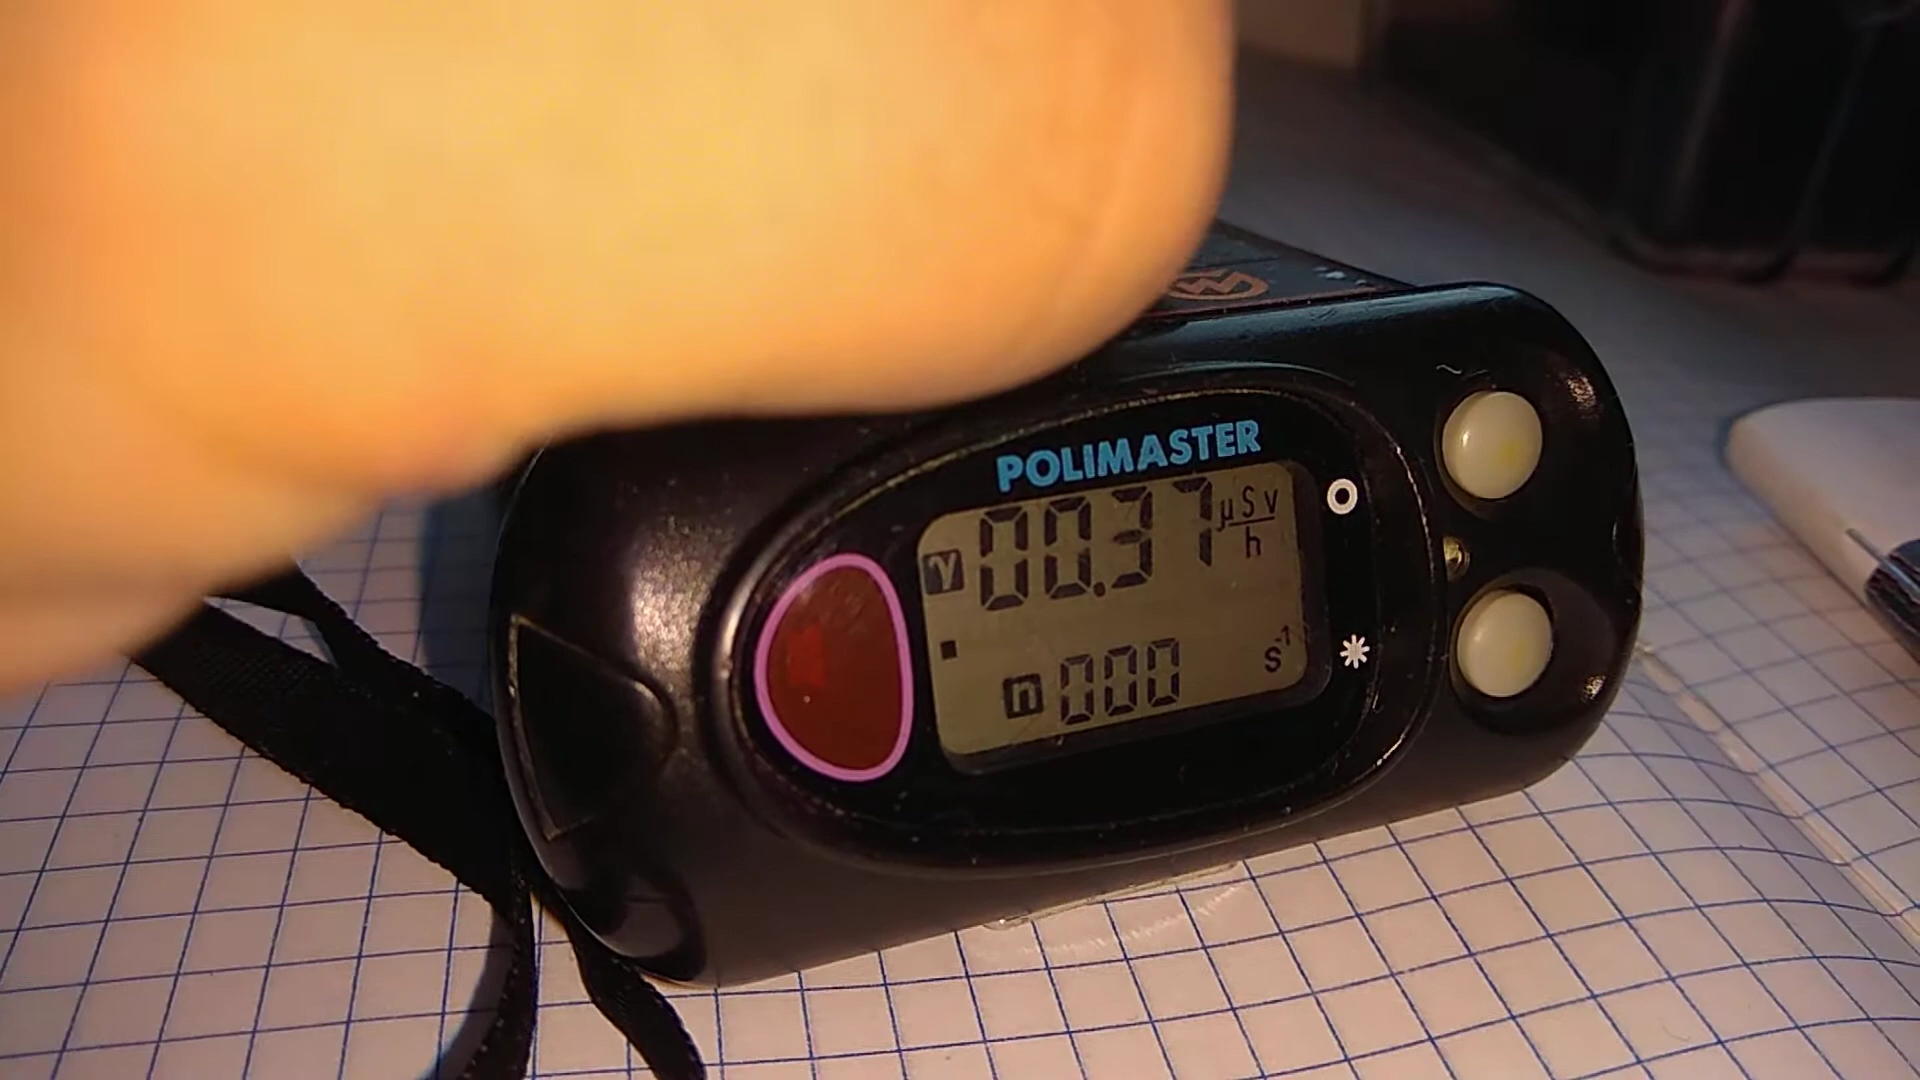 POLIMASTER
γ 00.37 µSv/h
n 000 s⁻¹